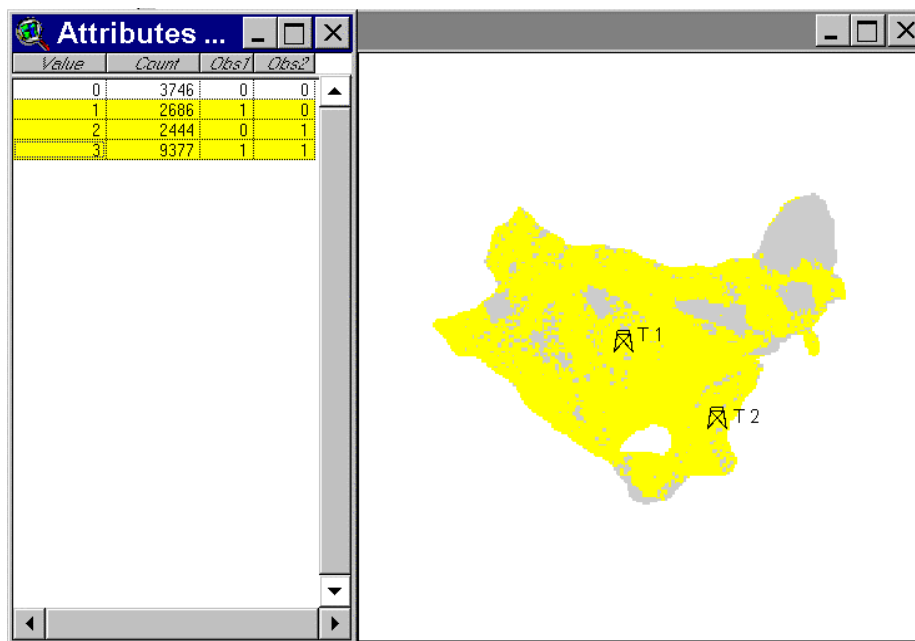 Attributes ...
Value Count Obs1 Obs2
0 3746 0 0
1 2686 1 0
2 2444 0 1
3 9377 1 1
T 1
T 2